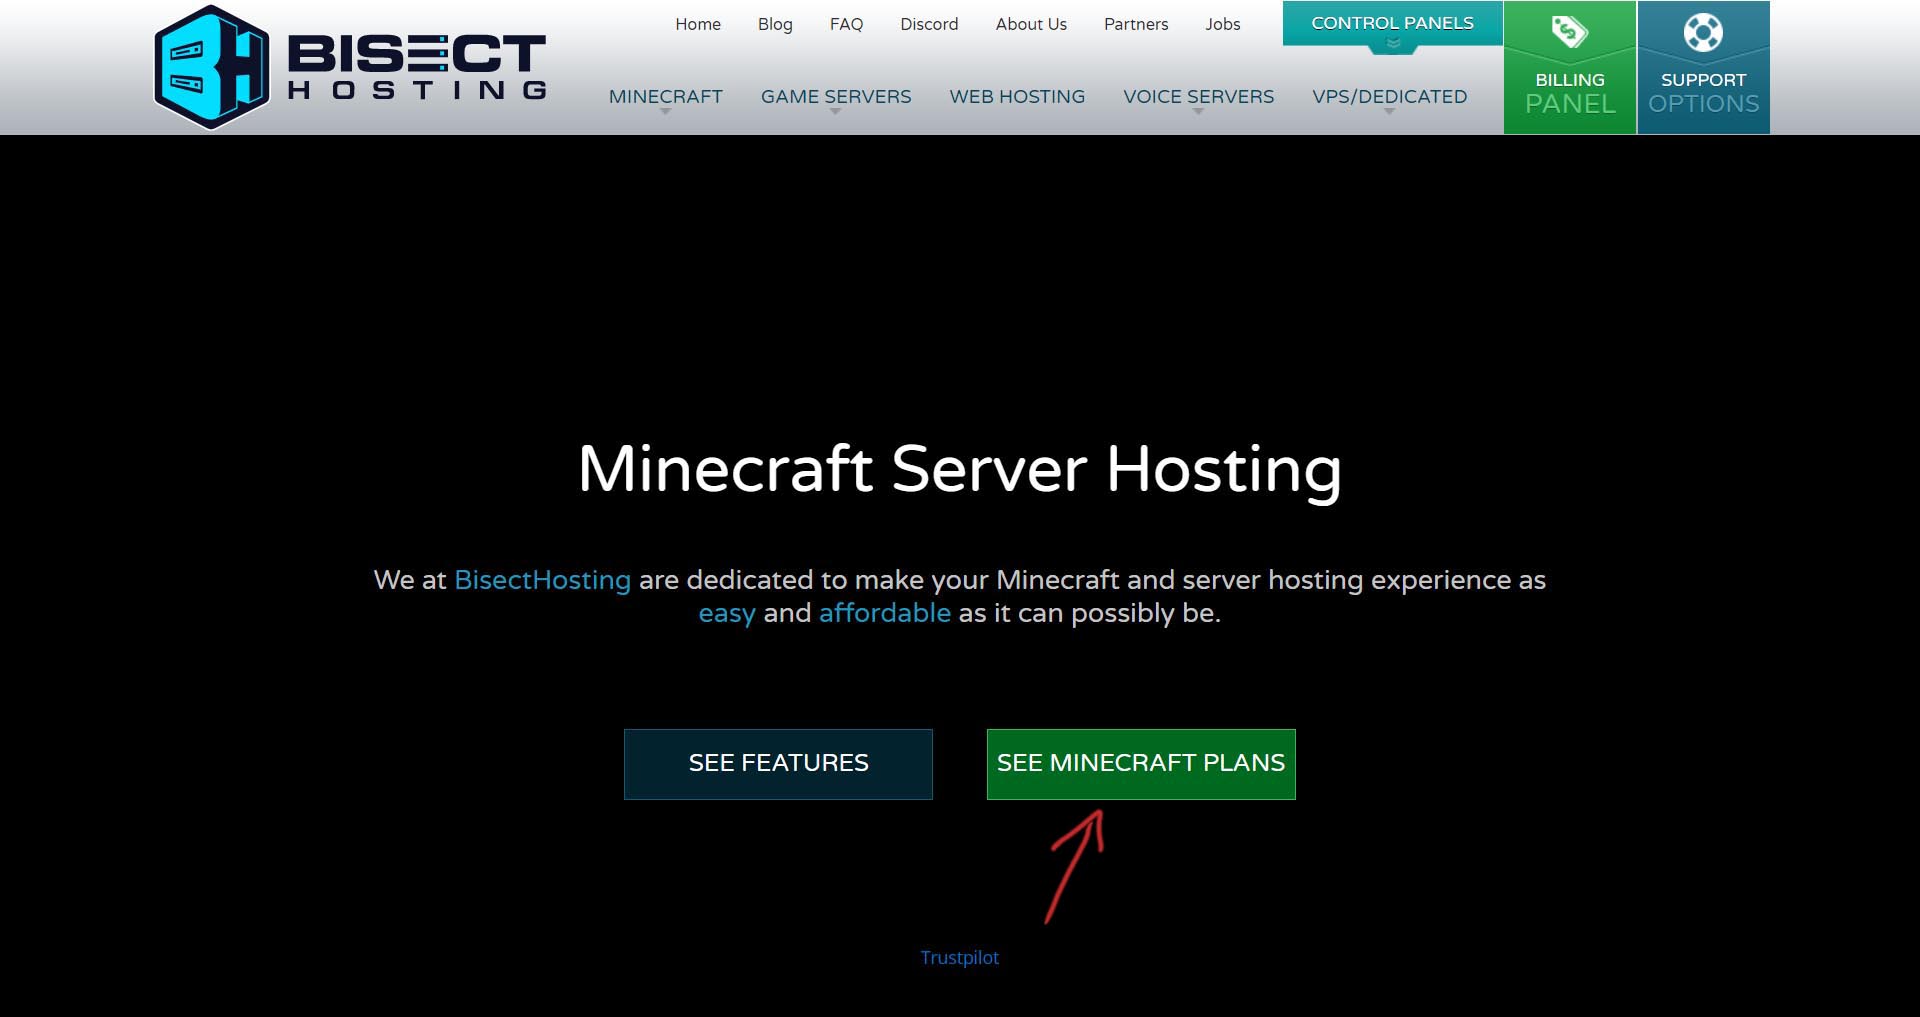 BISECT
HOSTING
Home Blog FAQ Discord About Us Partners Jobs
CONTROL PANELS
MINECRAFT GAME SERVERS WEB HOSTING VOICE SERVERS VPS/DEDICATED
BILLING
PANEL
SUPPORT
OPTIONS
Minecraft Server Hosting
We at BisectHosting are dedicated to make your Minecraft and server hosting experience as
easy and affordable as it can possibly be.
SEE FEATURES
SEE MINECRAFT PLANS
Trustpilot